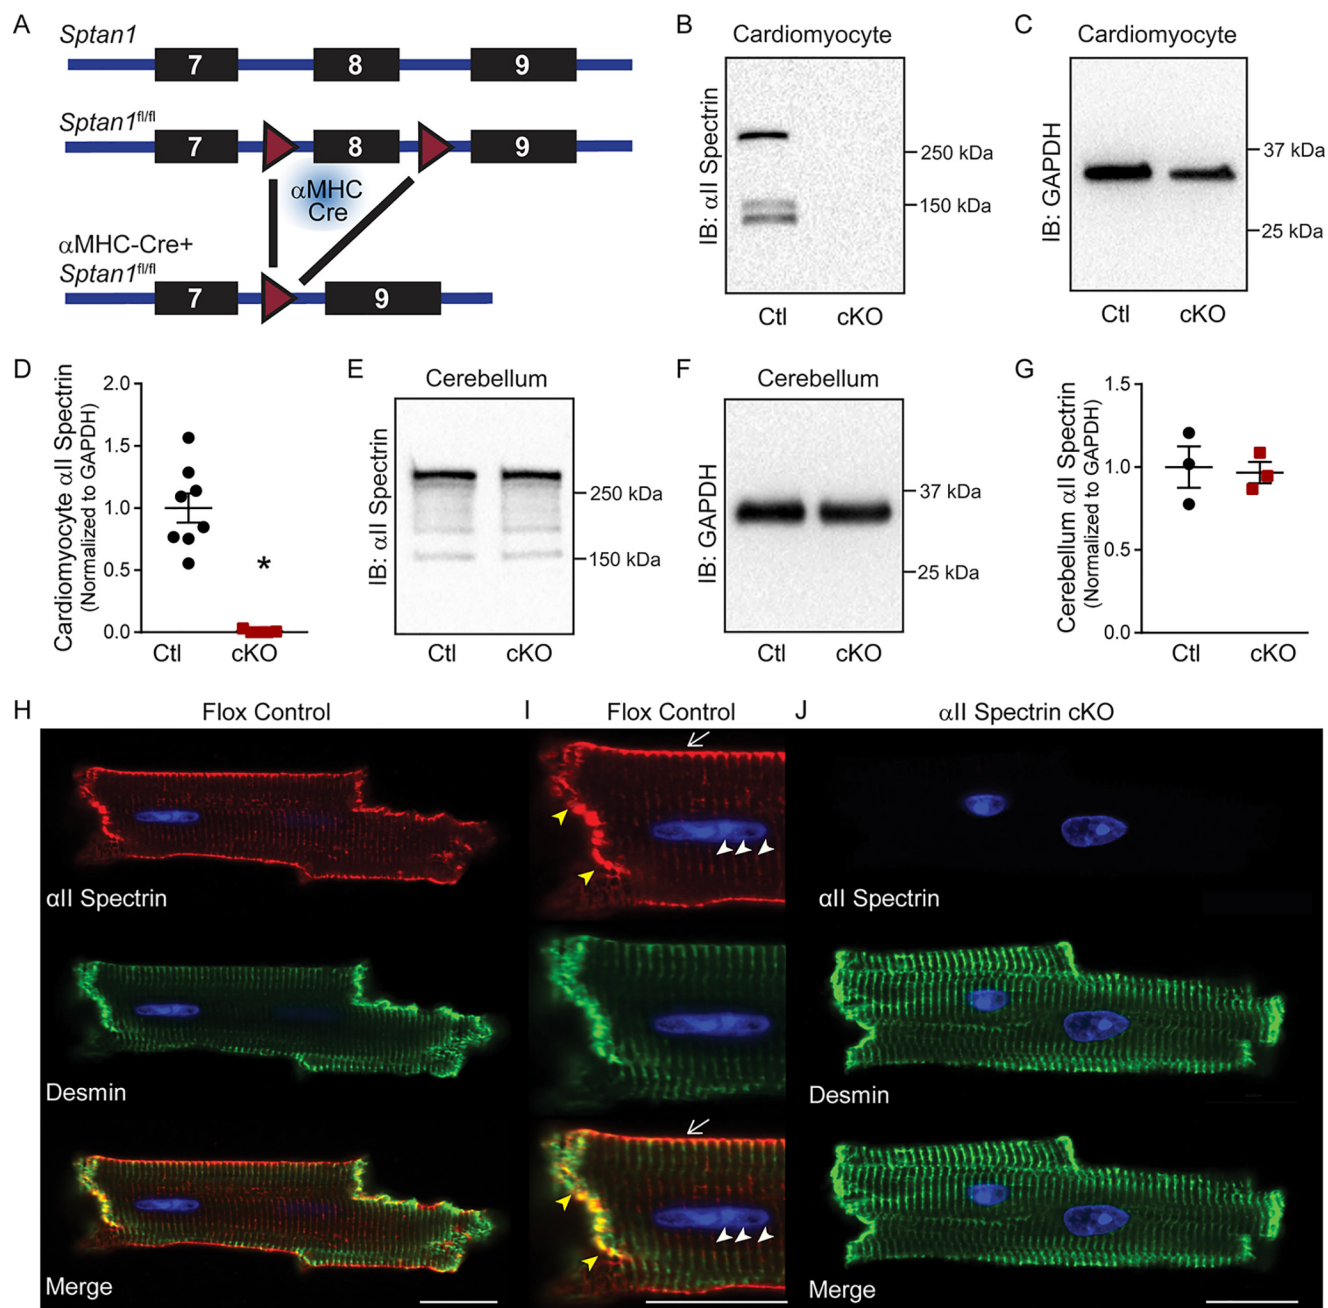 A
Sptan1
7 8 9
Sptan1fl/fl
7 8 9
αMHC
Cre
αMHC-Cre+
Sptan1fl/fl
7 9
B
Cardiomyocyte
IB: αII Spectrin
250 kDa
150 kDa
Ctl cKO
C
Cardiomyocyte
IB: GAPDH
37 kDa
25 kDa
Ctl cKO
D
Cardiomyocyte αII Spectrin
(Normalized to GAPDH)
2.0
1.5
1.0
0.5
0.0
*
Ctl cKO
E
Cerebellum
IB: αII Spectrin
250 kDa
150 kDa
Ctl cKO
F
Cerebellum
IB: GAPDH
37 kDa
25 kDa
Ctl cKO
G
Cerebellum αII Spectrin
(Normalized to GAPDH)
1.5
1.0
0.5
0.0
Ctl cKO
H
Flox Control
αII Spectrin
Desmin
Merge
I
Flox Control
J
αII Spectrin cKO
αII Spectrin
Desmin
Merge